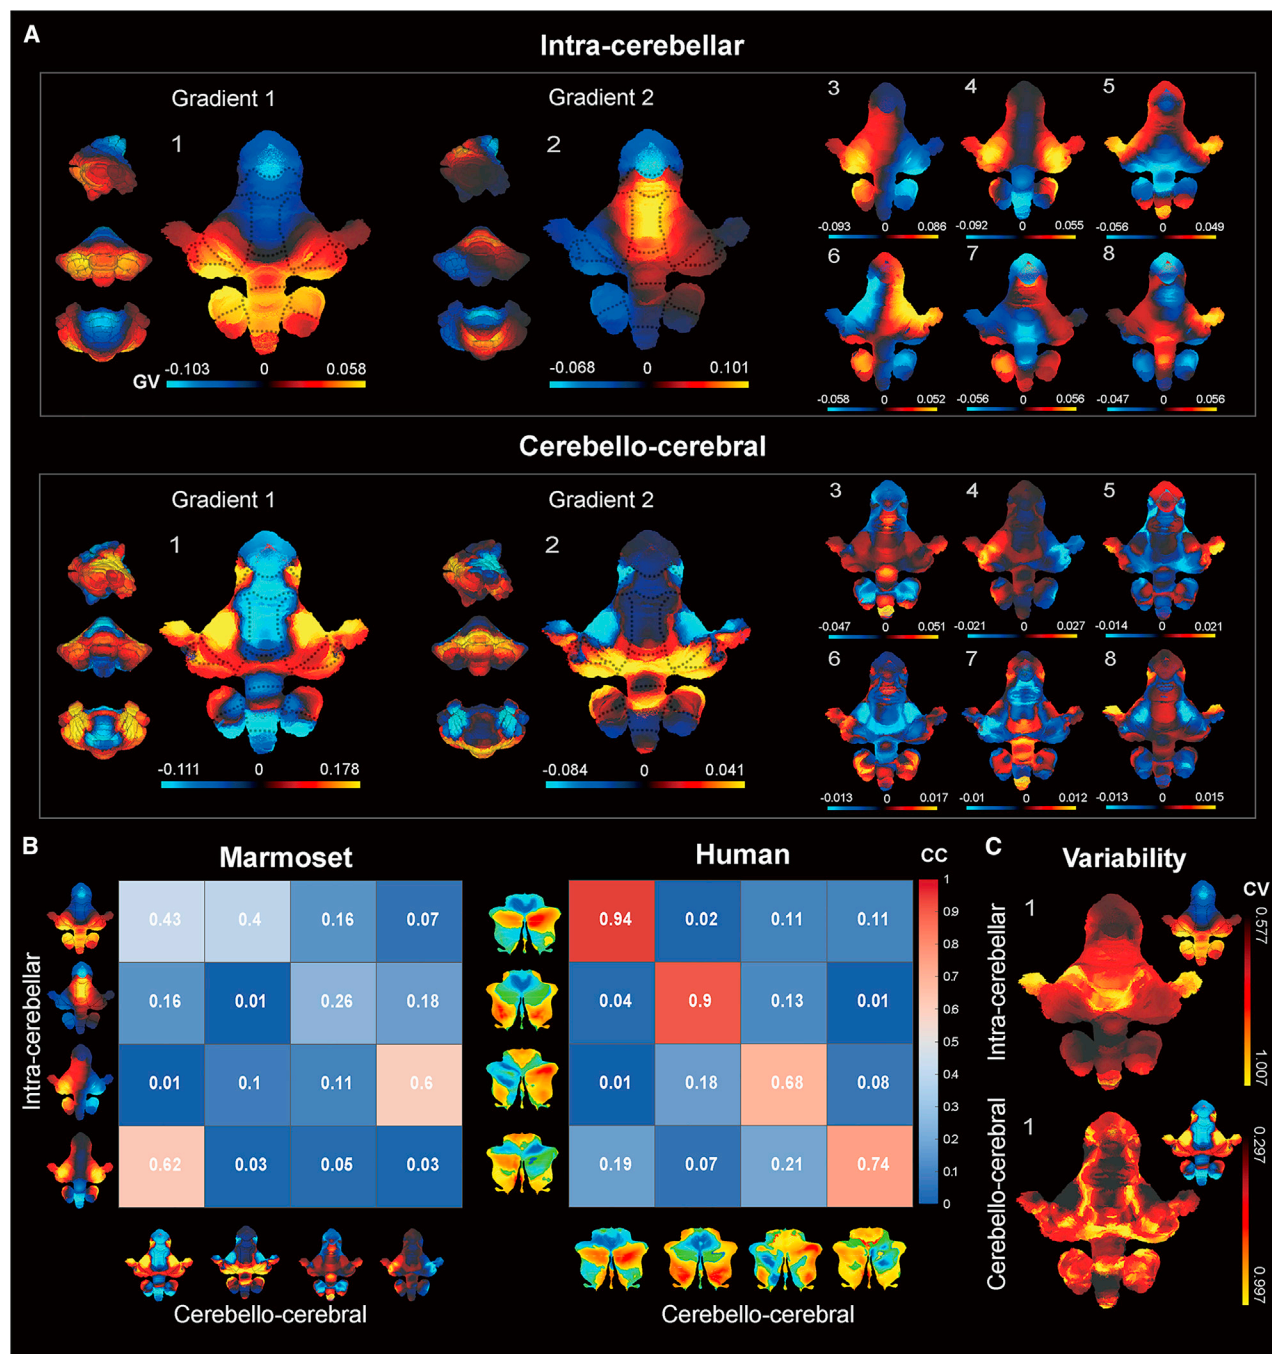 A
Intra-cerebellar
Gradient 1
Gradient 2
1
2
3
4
5
-0.093 0 0.086
-0.092 0 0.055
-0.056 0 0.049
6
7
8
GV
-0.103 0 0.058
-0.068 0 0.101
-0.058 0 0.052
-0.056 0 0.056
-0.047 0 0.056
Cerebello-cerebral
Gradient 1
Gradient 2
1
2
3
4
5
-0.047 0 0.051
-0.021 0 0.027
-0.014 0 0.021
6
7
8
-0.111 0 0.178
-0.084 0 0.041
-0.013 0 0.017
-0.01 0 0.012
-0.013 0 0.015
B
Marmoset
Human
CC
Intra-cerebellar
0.43 0.4 0.16 0.07
0.16 0.01 0.26 0.18
0.01 0.1 0.11 0.6
0.62 0.03 0.05 0.03
Cerebello-cerebral
0.94 0.02 0.11 0.11
0.04 0.9 0.13 0.01
0.01 0.18 0.68 0.08
0.19 0.07 0.21 0.74
Cerebello-cerebral
1
0.9
0.8
0.7
0.6
0.5
0.4
0.3
0.2
0.1
0
C
Variability
CV
Intra-cerebellar
1
0.577
1.007
Cerebello-cerebral
1
0.297
0.997